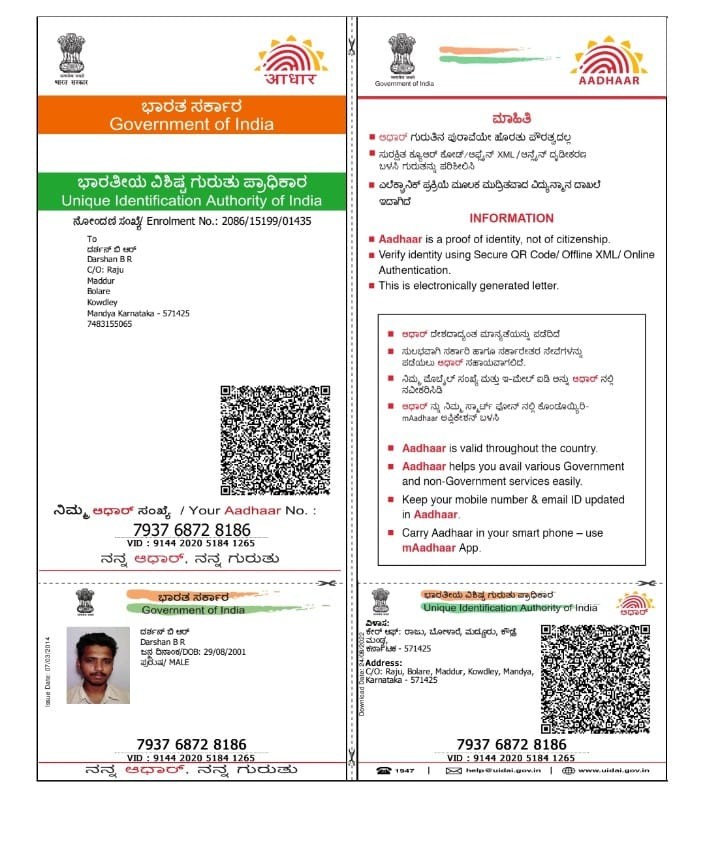 भारत सरकार
आधार
ಭಾರತ ಸರ್ಕಾರ
Government of India
ಭಾರತೀಯ ವಿಶಿಷ್ಟ ಗುರುತು ಪ್ರಾಧಿಕಾರ
Unique Identification Authority of India
ನೋಂದಣಿ ಸಂಖ್ಯೆ/ Enrolment No.: 2086/15199/01435
To
ದರ್ಶನ್ ಬಿ ಆರ್
Darshan B R
C/O: Raju
Maddur
Bolare
Kowdley
Mandya Karnataka - 571425
7483155065
ನಿಮ್ಮ ಆಧಾರ್ ಸಂಖ್ಯೆ / Your Aadhaar No. :
7937 6872 8186
VID : 9144 2020 5184 1265
ನನ್ನ ಆಧಾರ್, ನನ್ನ ಗುರುತು
Government of India
AADHAAR
ಮಾಹಿತಿ
ಆಧಾರ್ ಗುರುತಿನ ಪುರಾವೆಯೇ ಹೊರತು ಪೌರತ್ವದಲ್ಲ
ಸುರಕ್ಷಿತ ಕ್ಯೂಆರ್ ಕೋಡ್/ಆಫ್ಲೈನ್ XML/ಆನ್ಲೈನ್ ದೃಢೀಕರಣ
ಬಳಸಿ ಗುರುತನ್ನು ಪರಿಶೀಲಿಸಿ
ಎಲೆಕ್ಟ್ರಾನಿಕ್ ಪ್ರಕ್ರಿಯೆ ಮೂಲಕ ಮುದ್ರಿತವಾದ ವಿದ್ಯುನ್ಮಾನ ದಾಖಲೆ
ಇದಾಗಿದೆ
INFORMATION
Aadhaar is a proof of identity, not of citizenship.
Verify identity using Secure QR Code/ Offline XML/ Online
Authentication.
This is electronically generated letter.
ಆಧಾರ್ ದೇಶದಾದ್ಯಂತ ಮಾನ್ಯತೆಯನ್ನು ಪಡೆದಿದೆ
ಸುಲಭವಾಗಿ ಸರ್ಕಾರಿ ಹಾಗೂ ಸರ್ಕಾರೇತರ ಸೇವೆಗಳನ್ನು
ಪಡೆಯಲು ಆಧಾರ್ ಸಹಾಯವಾಗಲಿದೆ.
ನಿಮ್ಮ ಮೊಬೈಲ್ ಸಂಖ್ಯೆ ಮತ್ತು ಇ-ಮೇಲ್ ಐಡಿ ಅನ್ನು ಆಧಾರ್ ನಲ್ಲಿ
ನವೀಕರಿಸಿಡಿ
ಆಧಾರ್ ನ್ನು ನಿಮ್ಮ ಸ್ಮಾರ್ಟ್ ಫೋನ್ ನಲ್ಲಿ ಕೊಂಡೊಯ್ಯಿರಿ-
mAadhaar ಅಪ್ಲಿಕೇಶನ್ ಬಳಸಿ
Aadhaar is valid throughout the country.
Aadhaar helps you avail various Government
and non-Government services easily.
Keep your mobile number & email ID updated
in Aadhaar.
Carry Aadhaar in your smart phone – use
mAadhaar App.
ಭಾರತ ಸರ್ಕಾರ
Government of India
Issue Date: 07/03/2014
ದರ್ಶನ್ ಬಿ ಆರ್
Darshan B R
ಜನ್ಮ ದಿನಾಂಕ/DOB: 29/08/2001
ಪುರುಷ/ MALE
7937 6872 8186
VID : 9144 2020 5184 1265
ನನ್ನ ಆಧಾರ್, ನನ್ನ ಗುರುತು
ಭಾರತೀಯ ವಿಶಿಷ್ಟ ಗುರುತು ಪ್ರಾಧಿಕಾರ
Unique Identification Authority of India
ಆಧಾರ್
Download Date: 24/08/2022
ವಿಳಾಸ:
ಕೇರ್ ಆಫ್: ರಾಜು, ಬೋಳಾರೆ, ಮದ್ದೂರು, ಕೌಡ್ಲೆ,
ಮಂಡ್ಯ,
ಕರ್ನಾಟಕ - 571425
Address:
C/O: Raju, Bolare, Maddur, Kowdley, Mandya,
Karnataka - 571425
7937 6872 8186
VID : 9144 2020 5184 1265
1947 | help@uidai.gov.in | www.uidai.gov.in